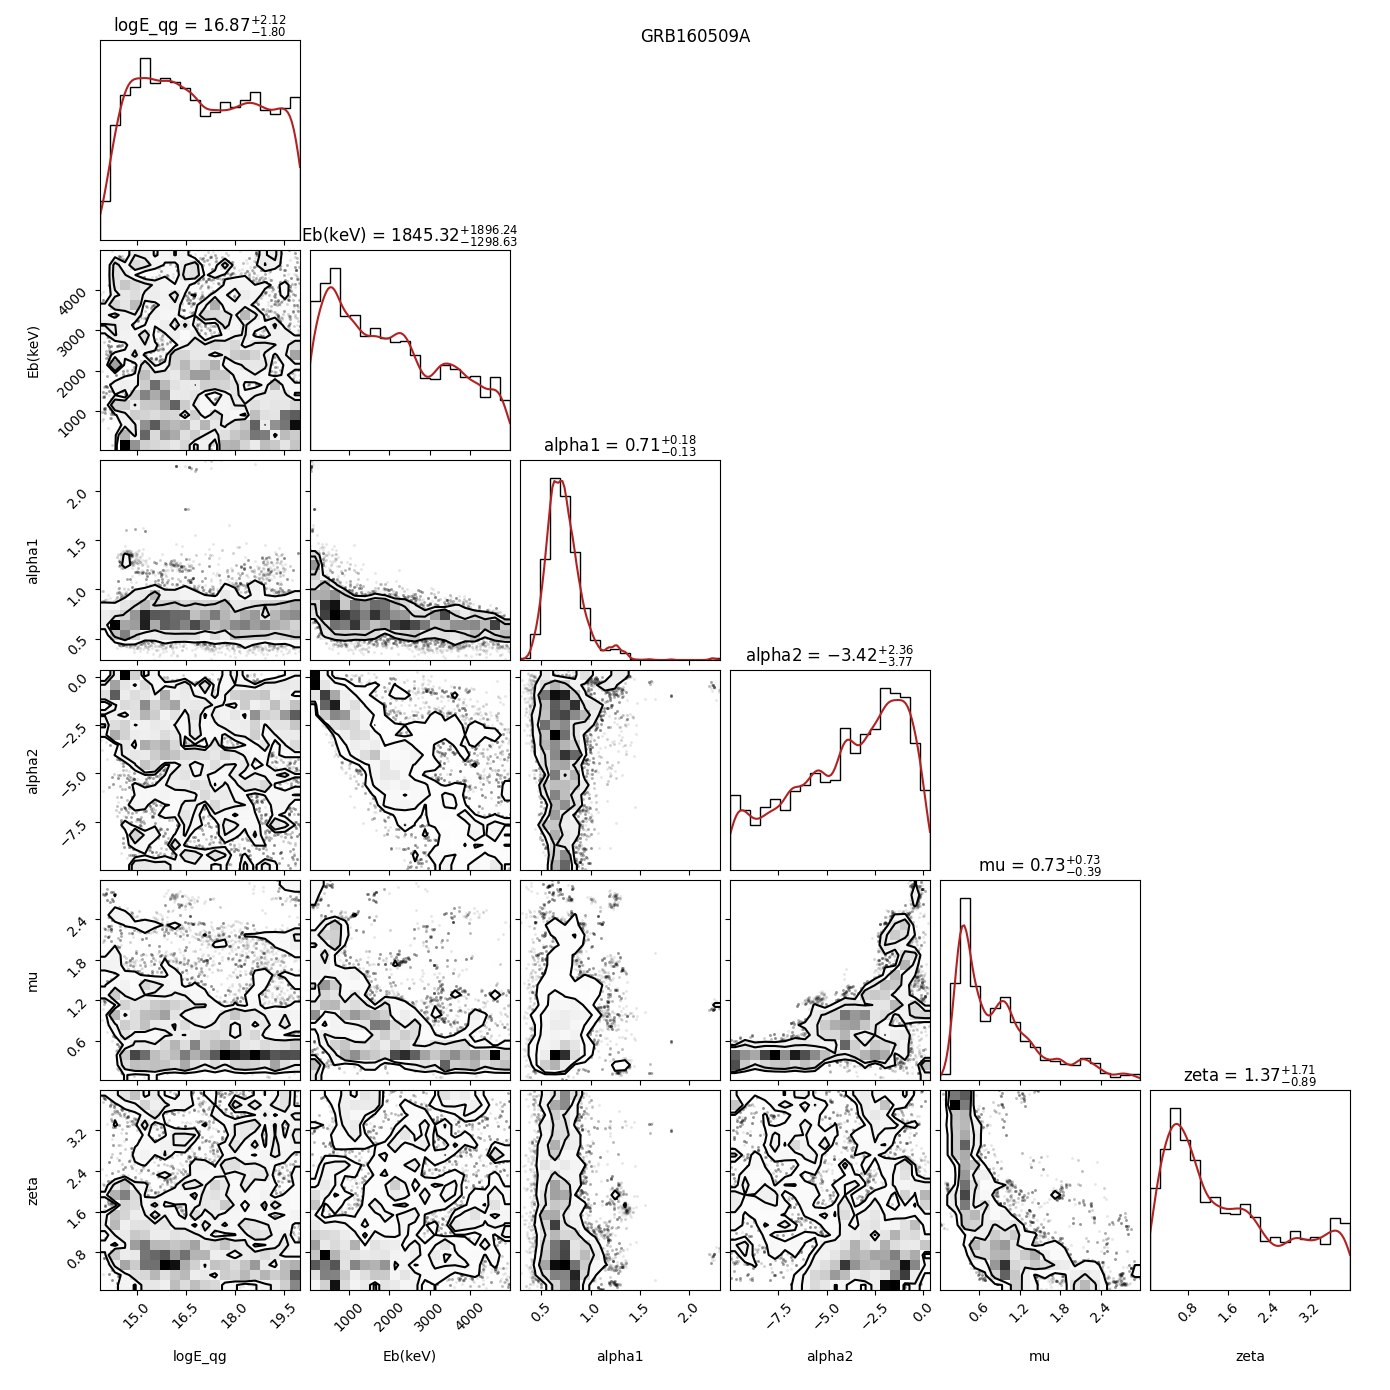 GRB160509A
logE_qg = 16.87+2.12 −1.80
Eb(keV) = 1845.32+1896.24 −1298.63
4000
3000
2000
1000
Eb(keV)
alpha1 = 0.71+0.18 −0.13
2.0
1.5
1.0
0.5
alpha1
alpha2 = −3.42+2.36 −3.77
0.0
−2.5
−5.0
−7.5
alpha2
mu = 0.73+0.73 −0.39
2.4
1.8
1.2
0.6
mu
zeta = 1.37+1.71 −0.89
3.2
2.4
1.6
0.8
zeta
15.0 16.5 18.0 19.5
1000 2000 3000 4000
0.5 1.0 1.5 2.0
−7.5 −5.0 −2.5 0.0
0.6 1.2 1.8 2.4
0.8 1.6 2.4 3.2
logE_qg Eb(keV) alpha1 alpha2 mu zeta